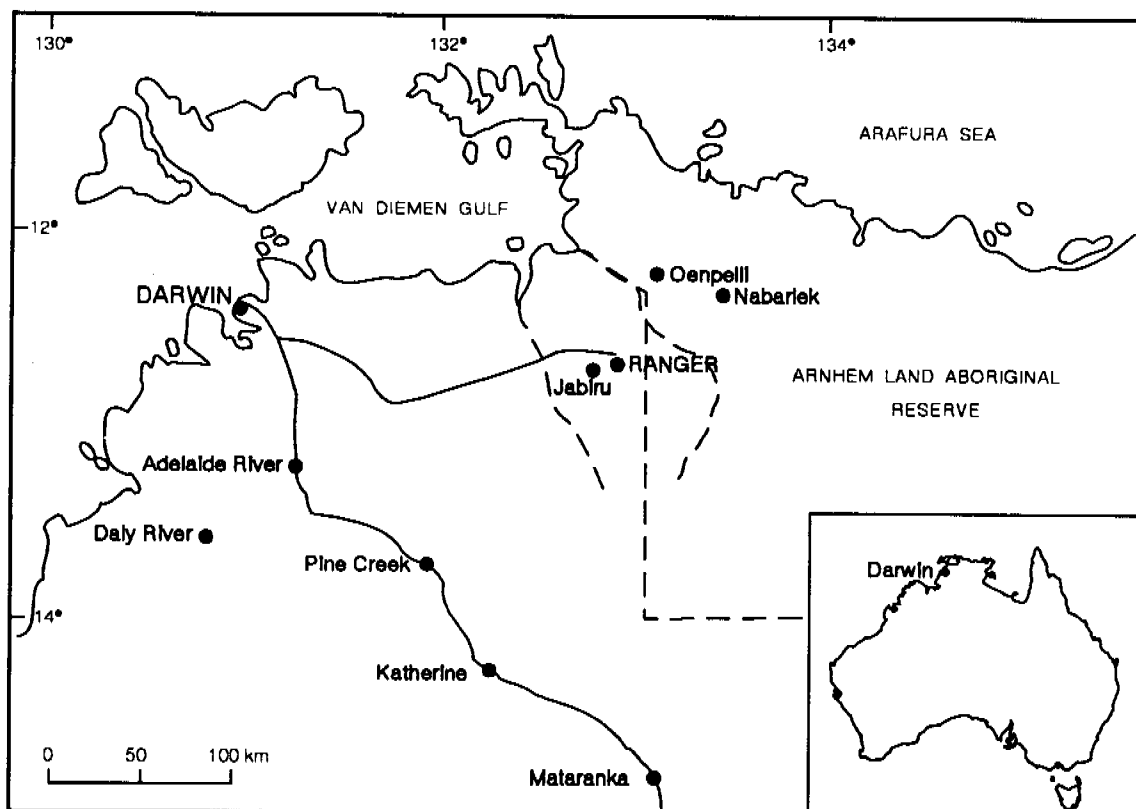 130°
132°
134°
ARAFURA SEA
VAN DIEMEN GULF
12°
Oenpelli
DARWIN
Nabarlek
RANGER
Jabiru
ARNHEM LAND ABORIGINAL
RESERVE
Adelaide River
Daly River
Pine Creek
Darwin
14°
Katherine
0 50 100 km
Mataranka